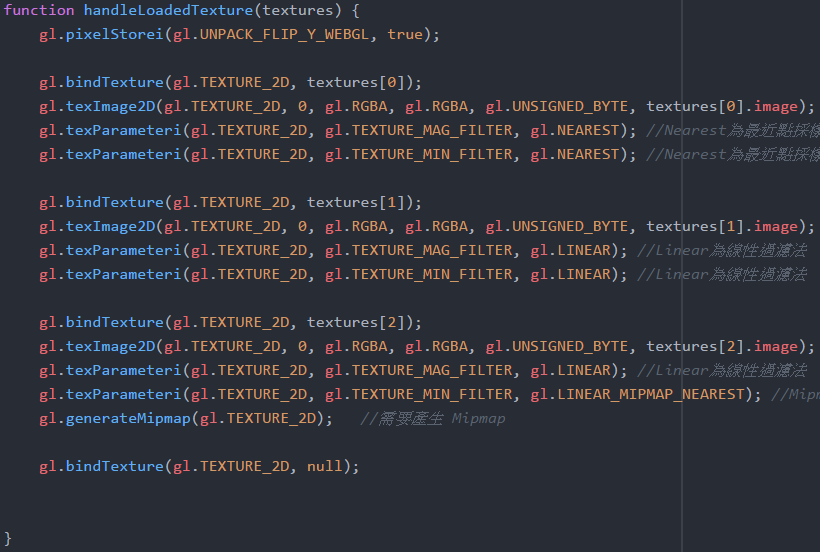 function handleLoadedTexture(textures) {
gl.pixelStorei(gl.UNPACK_FLIP_Y_WEBGL, true);
gl.bindTexture(gl.TEXTURE_2D, textures[0]);
gl.texImage2D(gl.TEXTURE_2D, 0, gl.RGBA, gl.RGBA, gl.UNSIGNED_BYTE, textures[0].image);
gl.texParameteri(gl.TEXTURE_2D, gl.TEXTURE_MAG_FILTER, gl.NEAREST); //Nearest為最近點採樣
gl.texParameteri(gl.TEXTURE_2D, gl.TEXTURE_MIN_FILTER, gl.NEAREST); //Nearest為最近點採樣
gl.bindTexture(gl.TEXTURE_2D, textures[1]);
gl.texImage2D(gl.TEXTURE_2D, 0, gl.RGBA, gl.RGBA, gl.UNSIGNED_BYTE, textures[1].image);
gl.texParameteri(gl.TEXTURE_2D, gl.TEXTURE_MAG_FILTER, gl.LINEAR); //Linear為線性過濾法
gl.texParameteri(gl.TEXTURE_2D, gl.TEXTURE_MIN_FILTER, gl.LINEAR); //Linear為線性過濾法
gl.bindTexture(gl.TEXTURE_2D, textures[2]);
gl.texImage2D(gl.TEXTURE_2D, 0, gl.RGBA, gl.RGBA, gl.UNSIGNED_BYTE, textures[2].image);
gl.texParameteri(gl.TEXTURE_2D, gl.TEXTURE_MAG_FILTER, gl.LINEAR); //Linear為線性過濾法
gl.texParameteri(gl.TEXTURE_2D, gl.TEXTURE_MIN_FILTER, gl.LINEAR_MIPMAP_NEAREST); //Mip
gl.generateMipmap(gl.TEXTURE_2D); //需要產生 Mipmap
gl.bindTexture(gl.TEXTURE_2D, null);
}